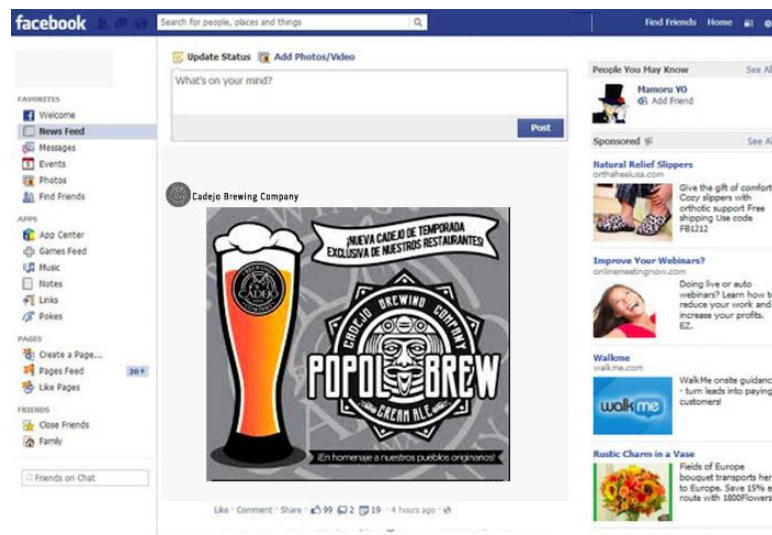 facebook
Search for people, places and things
Find Friends Home
Update Status Add Photos/Video
What's on your mind?
Post
FAVORITES
Welcome
News Feed
Messages
Events
Photos
Find Friends
APPS
App Center
Games Feed
Music
Notes
Links
Pokes
PAGES
Create a Page...
Pages Feed 20+
Like Pages
FRIENDS
Close Friends
Family
Friends on Chat
Cadejo Brewing Company
¡NUEVA CADEJO DE TEMPORADA
EXCLUSIVA DE NUESTROS RESTAURANTES!
BREWING
CADEJO
CADEJO BREWING COMPANY
POPOL BREW
CREAM ALE
¡En homenaje a nuestros pueblos originarios!
Like · Comment · Share · 99 2 19 · 4 hours ago ·
People You May Know See Al
Mamoru YO
Add Friend
Sponsored See Al
Natural Relief Slippers
orthaheelusa.com
Give the gift of comfort
Cozy slippers with
orthotic support Free
shipping Use code
FB1212
Improve Your Webinars?
onlinemeetingnow.com
Doing live or auto
webinars? Learn how to
reduce your work and
increase your profits.
EZ.
Walkme
walkme.com
walk me
WalkMe onsite guidanc
- turn leads into paying
customers!
Rustic Charm in a Vase
Fields of Europe
bouquet transports her
to Europe. Save 15% e
route with 1800Flowers